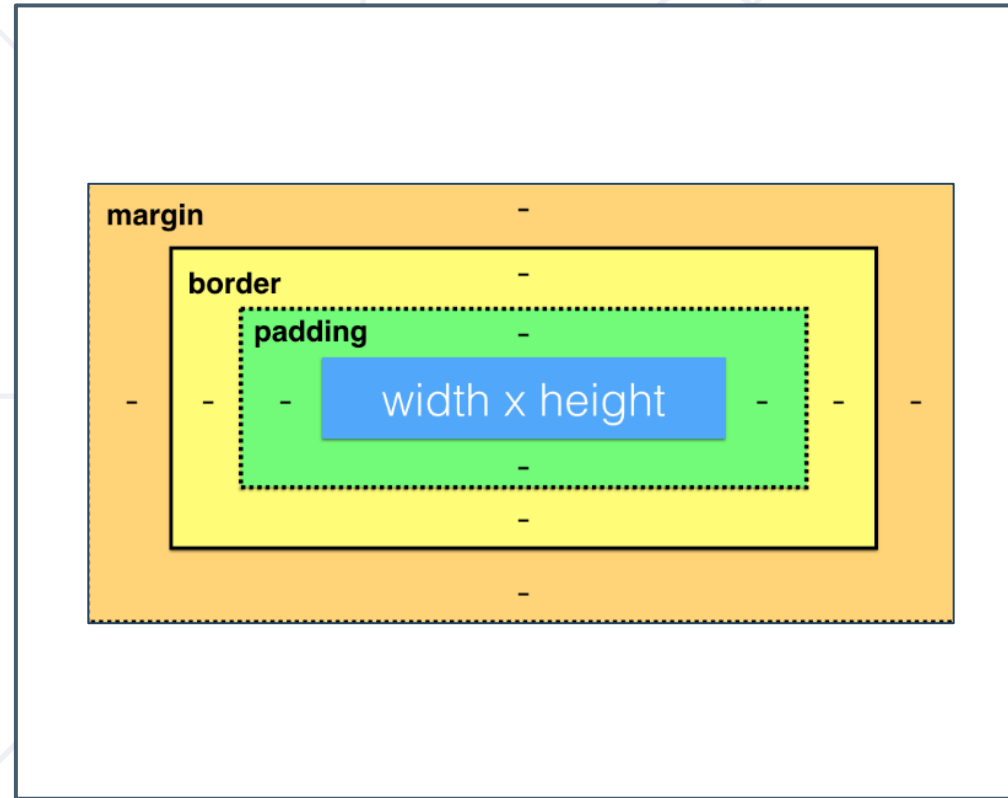 margin -
border -
padding -
- - - width x height - - -
-
-
-